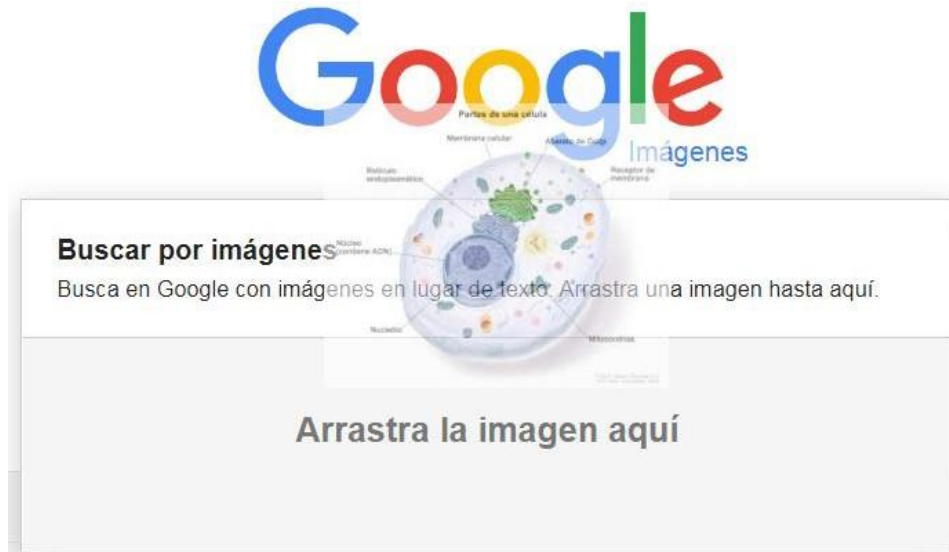 Google
Imágenes
Partes de una célula
Membrana celular
Aparato de Golgi
Retículo
endoplasmático
Receptor de
membrana
Buscar por imágenes
Núcleo
(contiene ADN)
Busca en Google con imágenes en lugar de texto. Arrastra una imagen hasta aquí.
Nucléolo
Mitocondrias
Arrastra la imagen aquí